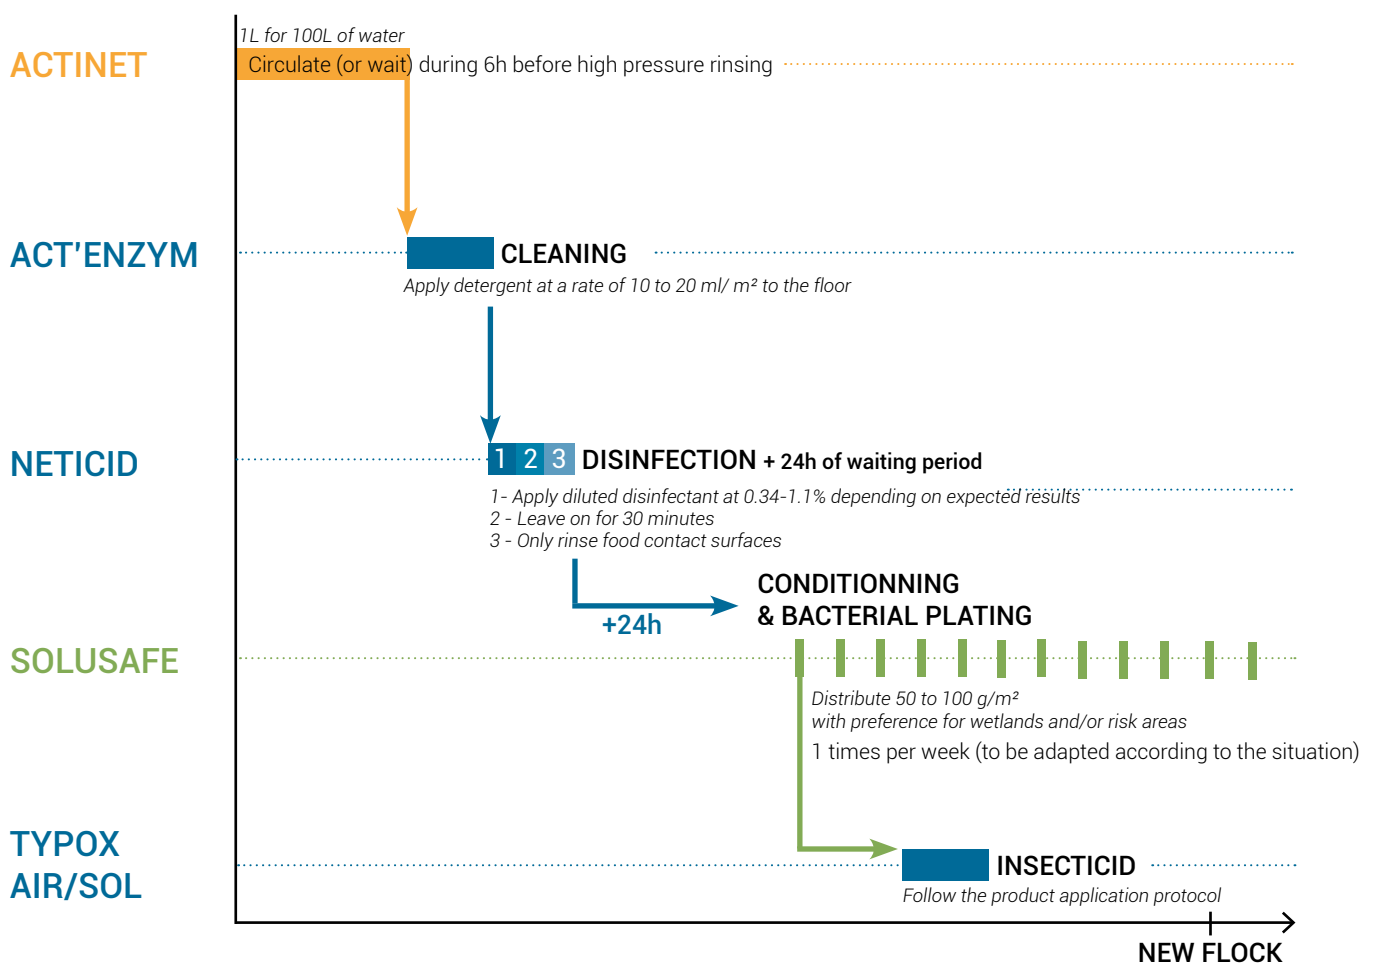 1L for 100L of water
ACTINET
Circulate (or wait) during 6h before high pressure rinsing
ACT'ENZYM
CLEANING
Apply detergent at a rate of 10 to 20 ml/ m² to the floor
NETICID
1 2 3
DISINFECTION + 24h of waiting period
1- Apply diluted disinfectant at 0.34-1.1% depending on expected results
2 - Leave on for 30 minutes
3 - Only rinse food contact surfaces
+24h
CONDITIONNING
& BACTERIAL PLATING
SOLUSAFE
Distribute 50 to 100 g/m²
with preference for wetlands and/or risk areas
1 times per week (to be adapted according to the situation)
TYPOX
AIR/SOL
INSECTICID
Follow the product application protocol
NEW FLOCK